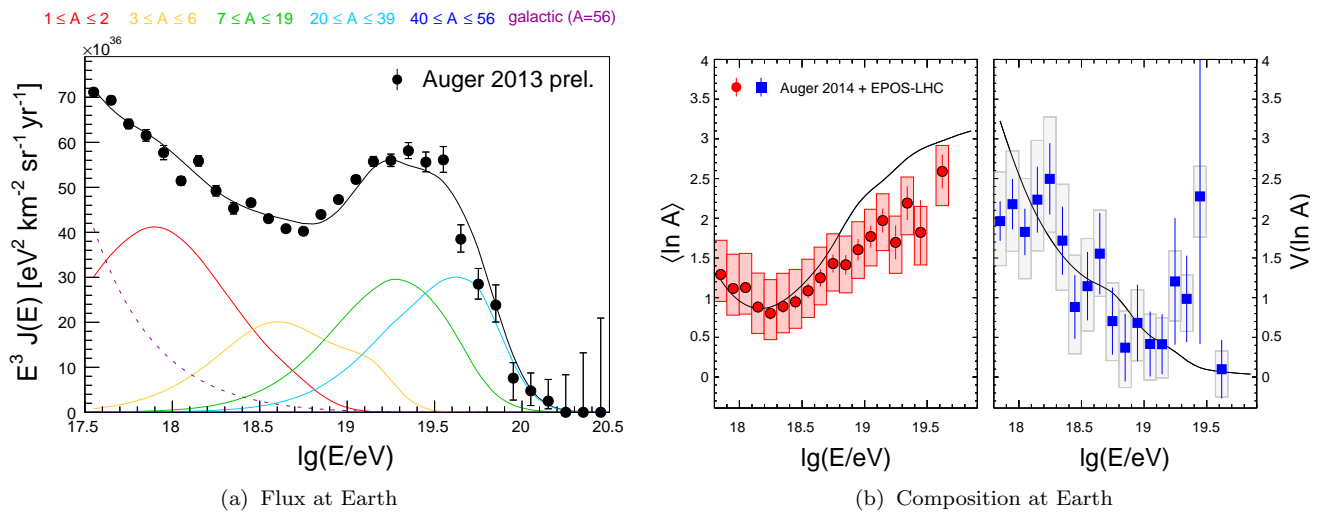 1 ≤ A ≤ 2 3 ≤ A ≤ 6 7 ≤ A ≤ 19 20 ≤ A ≤ 39 40 ≤ A ≤ 56 galactic (A=56)
×10³⁶
Auger 2013 prel.
E³ J(E) [eV² km⁻² sr⁻¹ yr⁻¹]
70
60
50
40
30
20
10
0
17.5 18 18.5 19 19.5 20 20.5
lg(E/eV)
(a) Flux at Earth
Auger 2014 + EPOS-LHC
⟨ln A⟩
4
3.5
3
2.5
2
1.5
1
0.5
0
18 18.5 19 19.5
lg(E/eV)
18 18.5 19 19.5
lg(E/eV)
4
3.5
3
2.5
2
1.5
1
0.5
0
V(ln A)
(b) Composition at Earth